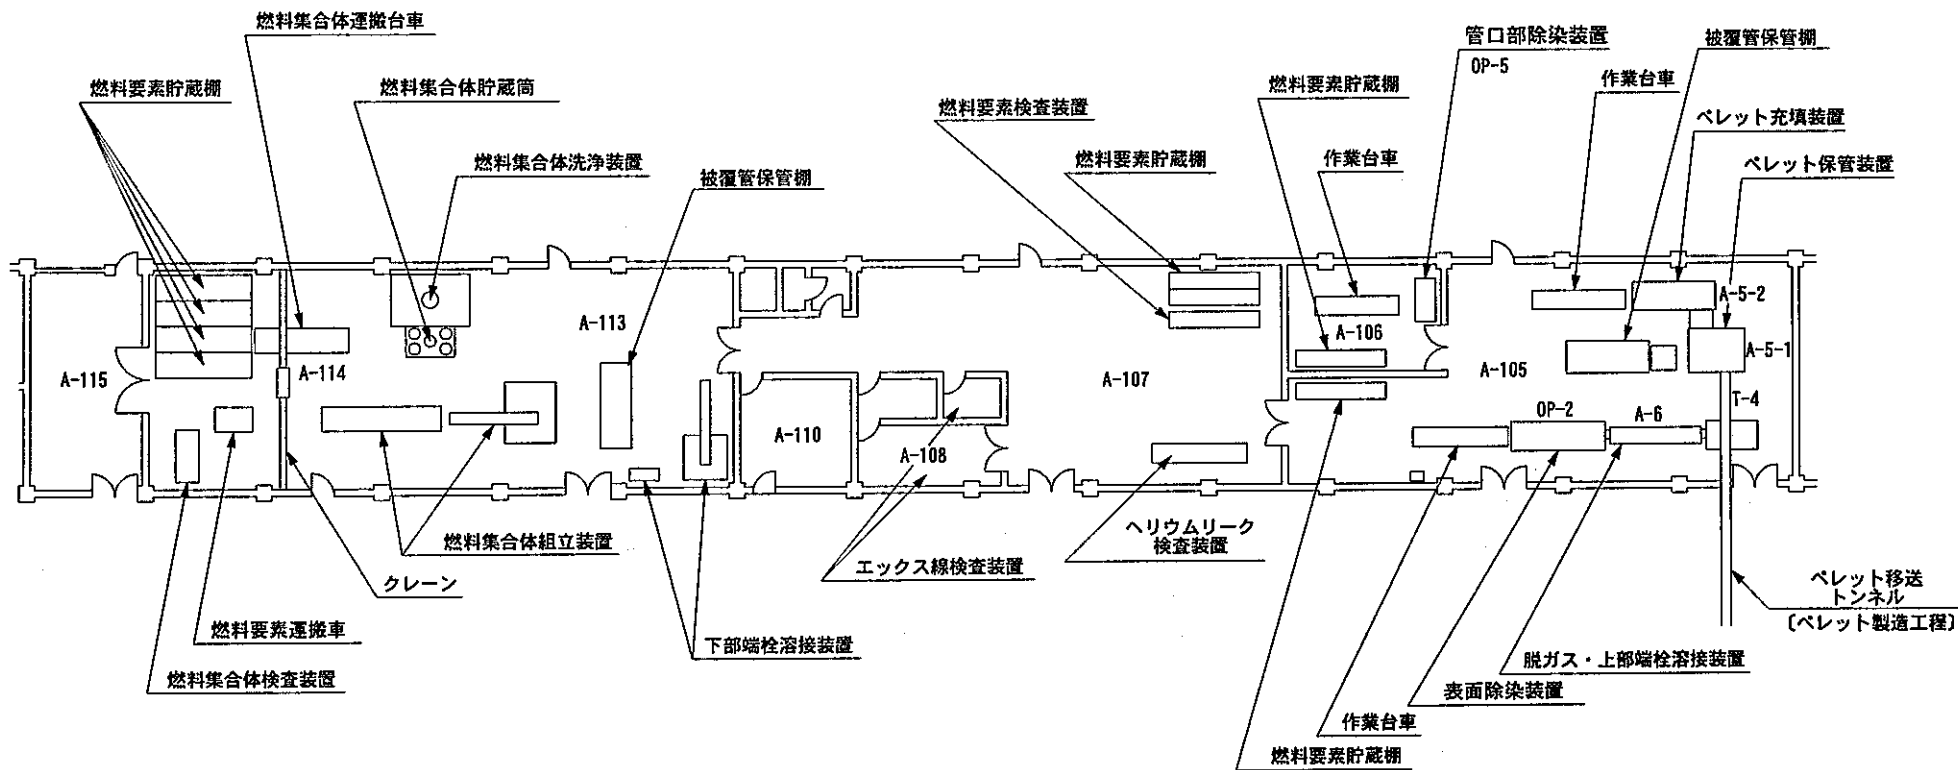 燃料集合体運搬台車
燃料要素貯蔵棚
燃料集合体貯蔵筒
燃料集合体洗浄装置
被覆管保管棚
燃料要素検査装置
燃料要素貯蔵棚
燃料要素貯蔵棚
作業台車
管口部除染装置
OP-5
被覆管保管棚
作業台車
ペレット充填装置
ペレット保管装置
A-5-2
A-113
A-106
A-5-1
A-115
A-114
A-107
A-105
T-4
OP-2
A-6
A-110
A-108
燃料集合体組立装置
クレーン
燃料要素運搬車
燃料集合体検査装置
下部端栓溶接装置
エックス線検査装置
ヘリウムリーク
検査装置
ペレット移送
トンネル
〔ペレット製造工程〕
脱ガス・上部端栓溶接装置
表面除染装置
作業台車
燃料要素貯蔵棚